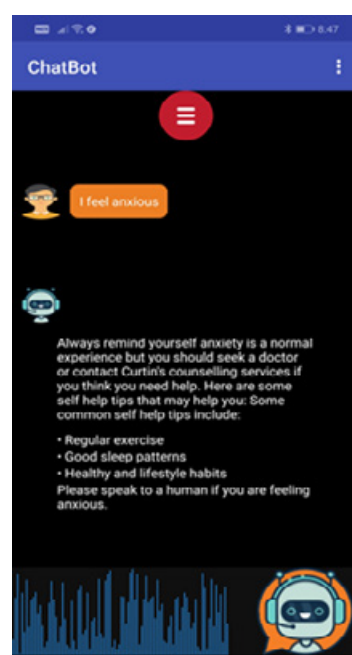 8.47
ChatBot
I feel anxious
Always remind yourself anxiety is a normal
experience but you should seek a doctor
or contact Curtin's counselling services if
you think you need help. Here are some
self help tips that may help you: Some
common self help tips include:
• Regular exercise
• Good sleep patterns
• Healthy and lifestyle habits
Please speak to a human if you are feeling
anxious.